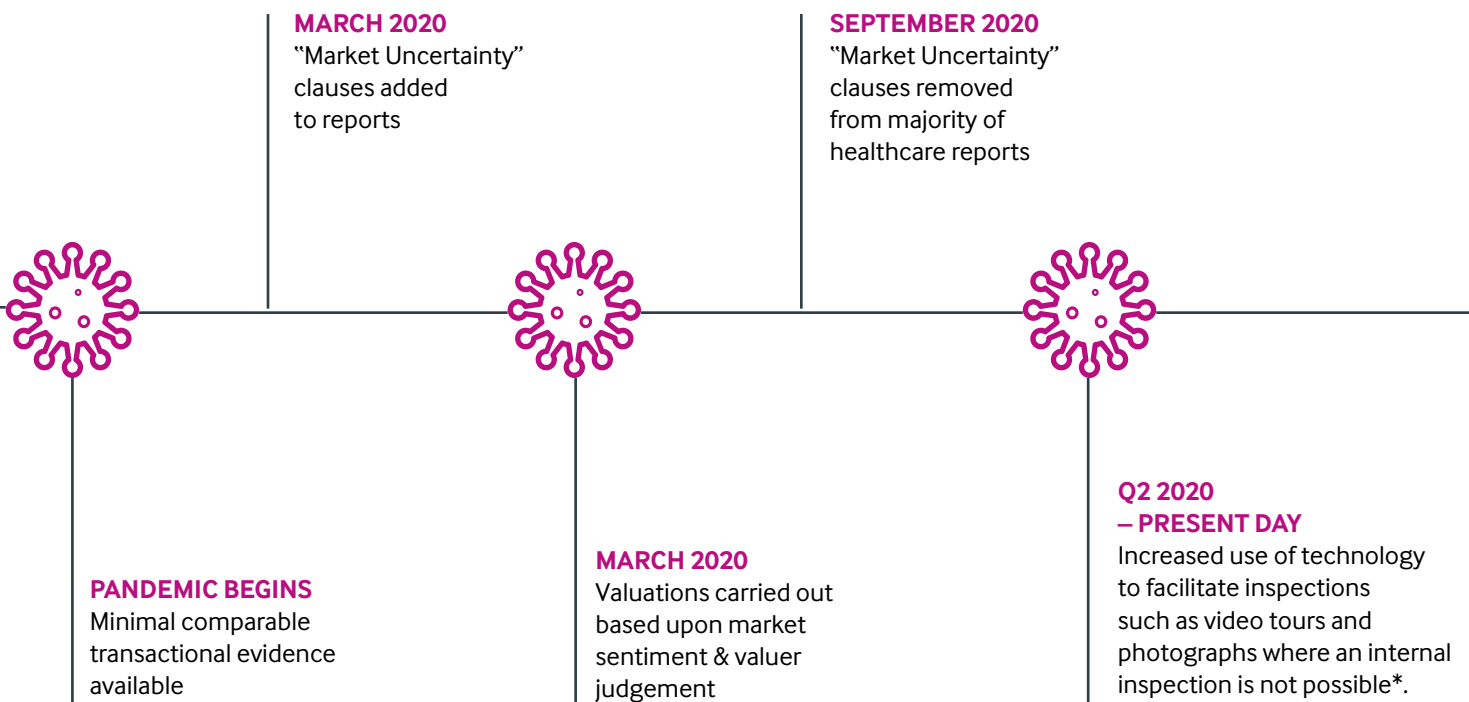 MARCH 2020
“Market Uncertainty”
clauses added
to reports
SEPTEMBER 2020
“Market Uncertainty”
clauses removed
from majority of
healthcare reports
PANDEMIC BEGINS
Minimal comparable
transactional evidence
available
MARCH 2020
Valuations carried out
based upon market
sentiment & valuer
judgement
Q2 2020
– PRESENT DAY
Increased use of technology
to facilitate inspections
such as video tours and
photographs where an internal
inspection is not possible*.